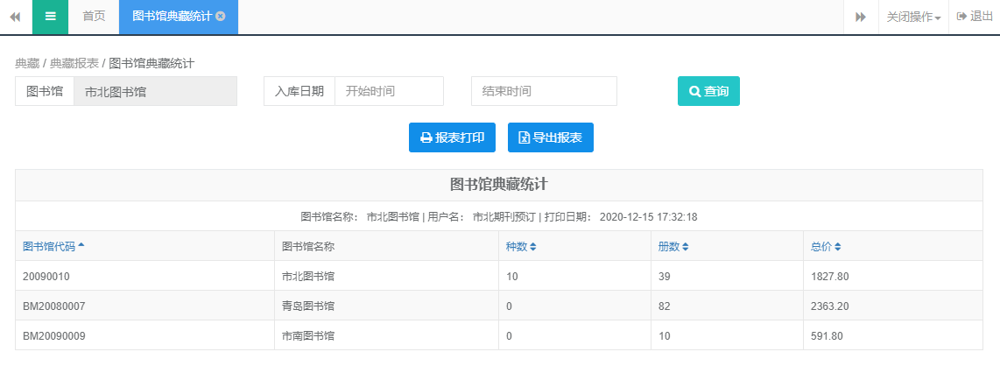 首页 图书馆典藏统计 关闭操作 退出
典藏 / 典藏报表 / 图书馆典藏统计
图书馆 市北图书馆 入库日期 开始时间 结束时间 查询
报表打印 导出报表
图书馆典藏统计
图书馆名称： 市北图书馆 | 用户名： 市北期刊预订 | 打印日期： 2020-12-15 17:32:18
图书馆代码 图书馆名称 种数 册数 总价
20090010 市北图书馆 10 39 1827.80
BM20080007 青岛图书馆 0 82 2363.20
BM20090009 市南图书馆 0 10 591.80